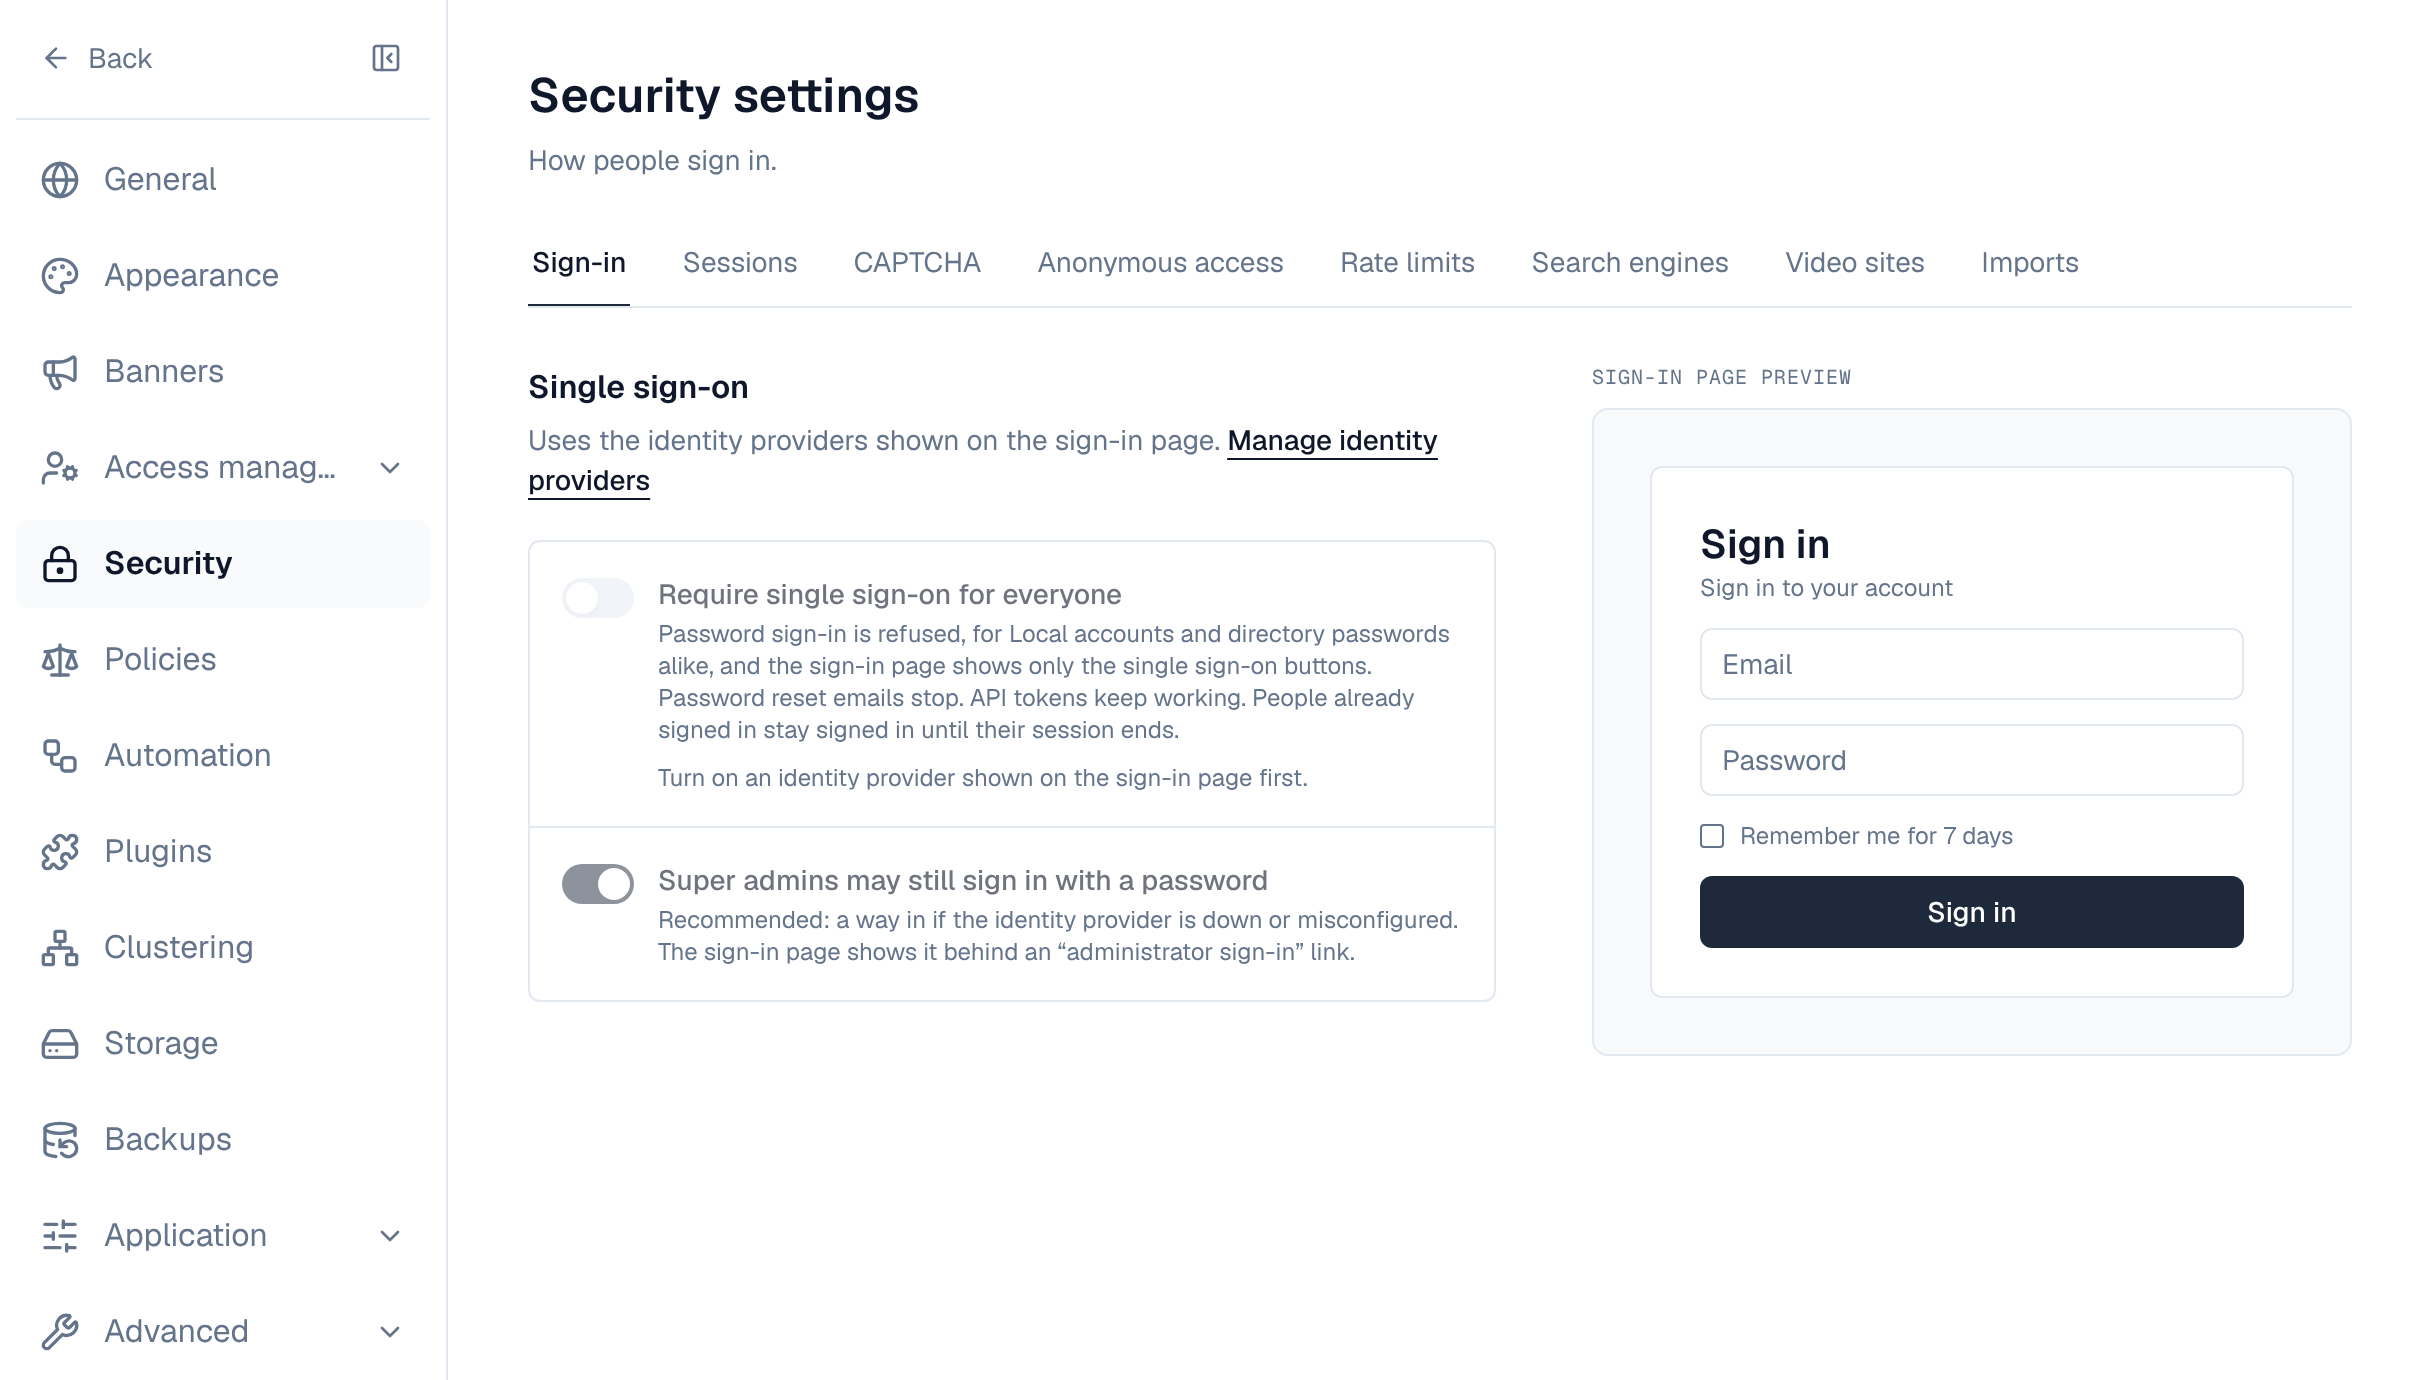 Back
General
Appearance
Banners
Access manag...
Security
Policies
Automation
Plugins
Clustering
Storage
Backups
Application
Advanced
Security settings
How people sign in.
Sign-in
Sessions
CAPTCHA
Anonymous access
Rate limits
Search engines
Video sites
Imports
Single sign-on
Uses the identity providers shown on the sign-in page. Manage identity
providers
Require single sign-on for everyone
Password sign-in is refused, for Local accounts and directory passwords
alike, and the sign-in page shows only the single sign-on buttons.
Password reset emails stop. API tokens keep working. People already
signed in stay signed in until their session ends.
Turn on an identity provider shown on the sign-in page first.
Super admins may still sign in with a password
Recommended: a way in if the identity provider is down or misconfigured.
The sign-in page shows it behind an “administrator sign-in” link.
SIGN-IN PAGE PREVIEW
Sign in
Sign in to your account
Email
Password
Remember me for 7 days
Sign in